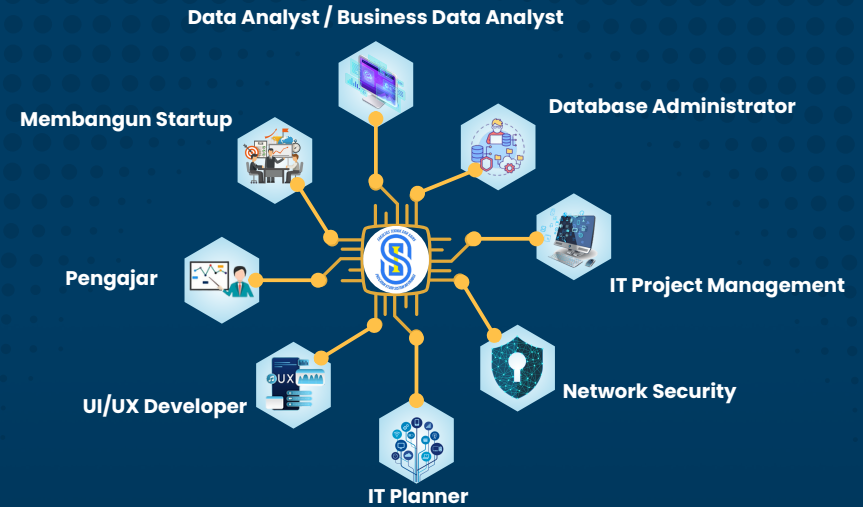 Data Analyst / Business Data Analyst
Membangun Startup
Database Administrator
Pengajar
IT Project Management
UI/UX Developer
UX
Network Security
IT Planner